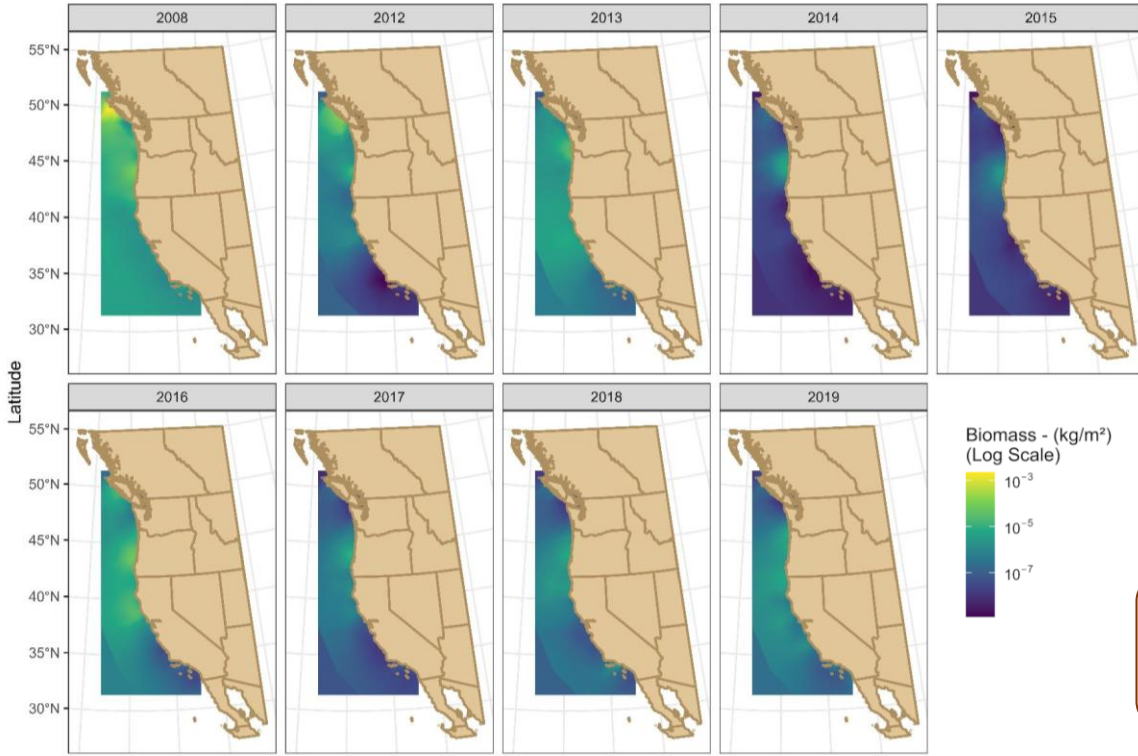 2008
2012
2013
2014
2015
55°N
50°N
45°N
40°N
35°N
30°N
Latitude
2016
2017
2018
2019
55°N
50°N
45°N
40°N
35°N
30°N
Biomass - (kg/m²)
(Log Scale)
10⁻³
10⁻⁵
10⁻⁷